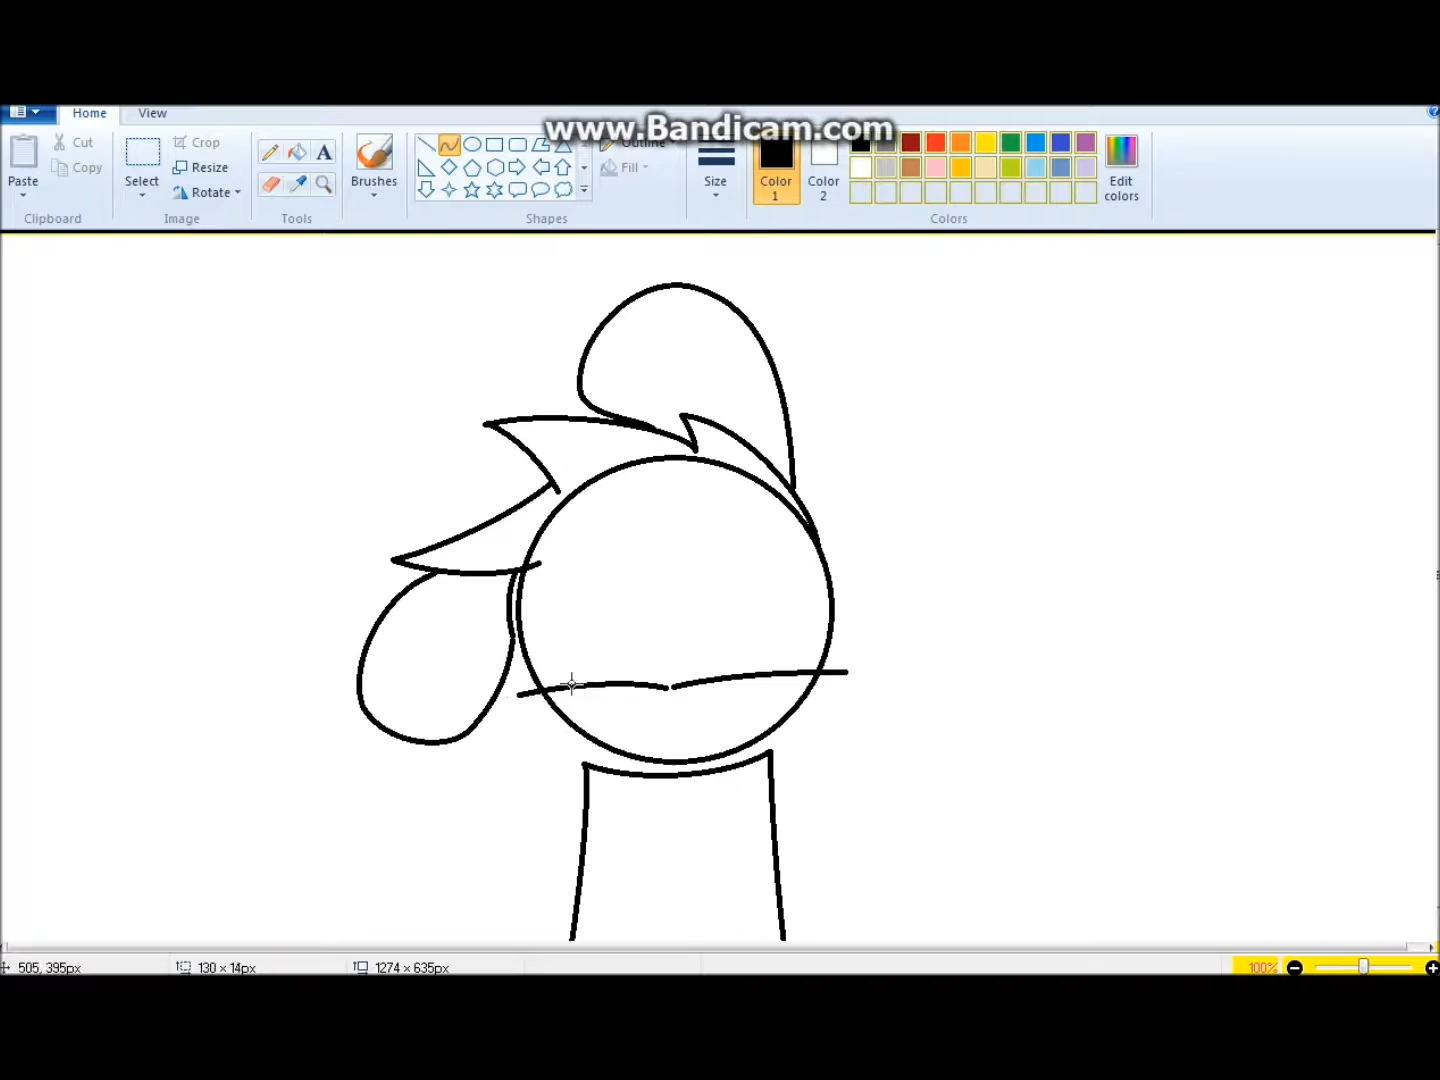 Home View
www.Bandicam.com
Cut
Copy
Paste
Clipboard
Crop
Resize
Rotate
Select
Image
Tools
Brushes
Outline
Fill
Shapes
Size
Color 1
Color 2
Edit colors
Colors
505, 395px
130 × 14px
1274 × 635px
100%